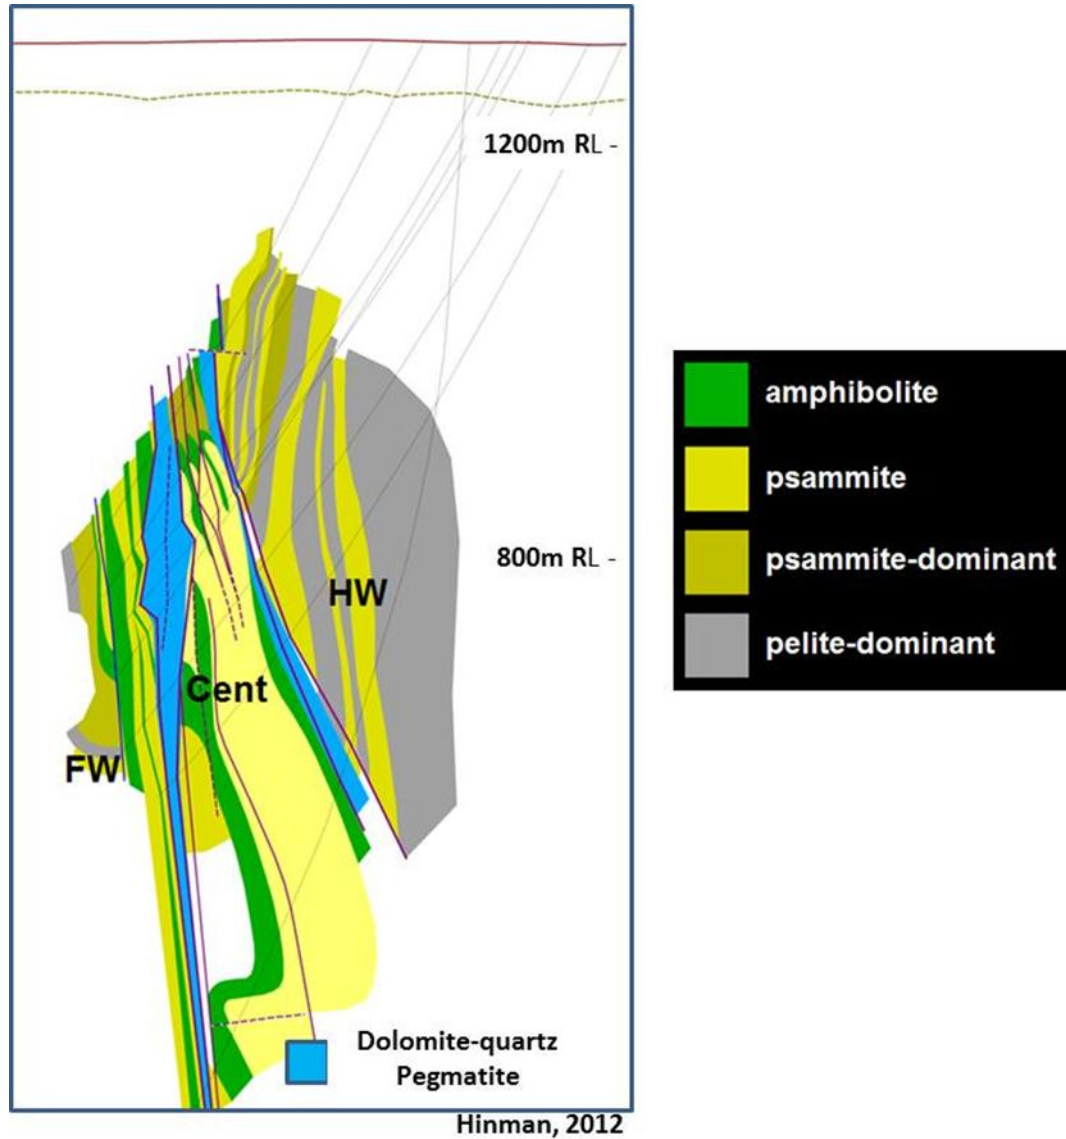 1200m RL -
amphibolite
psammite
800m RL -
psammite-dominant
HW
pelite-dominant
Cent
FW
Dolomite-quartz
Pegmatite
Hinman, 2012